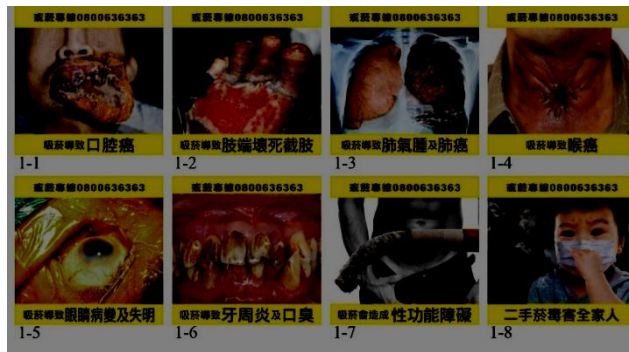 戒菸專線0800636363
戒菸專線0800636363
戒菸專線0800636363
戒菸專線0800636363
吸菸導致口腔癌
吸菸導致肢端壞死截肢
吸菸導致肺氣腫及肺癌
吸菸導致喉癌
1-1
1-2
1-3
1-4
戒菸專線0800636363
戒菸專線0800636363
戒菸專線0800636363
戒菸專線0800636363
吸菸導致眼睛病變及失明
吸菸導致牙周炎及口臭
吸菸會造成性功能障礙
二手菸毒害全家人
1-5
1-6
1-7
1-8